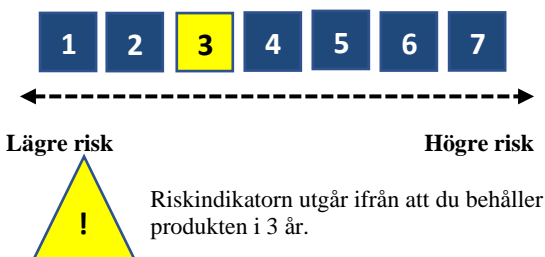 1 2 3 4 5 6 7
Lägre risk Högre risk
! Riskindikatorn utgår ifrån att du behåller
produkten i 3 år.